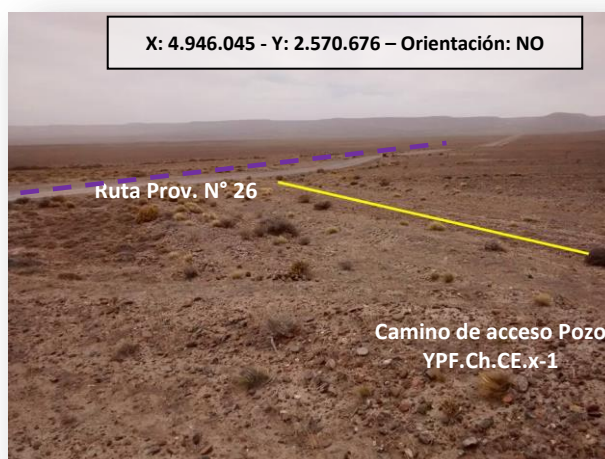 X: 4.946.045 - Y: 2.570.676 – Orientación: NO
Ruta Prov. N° 26
Camino de acceso Pozo
YPF.Ch.CE.x-1